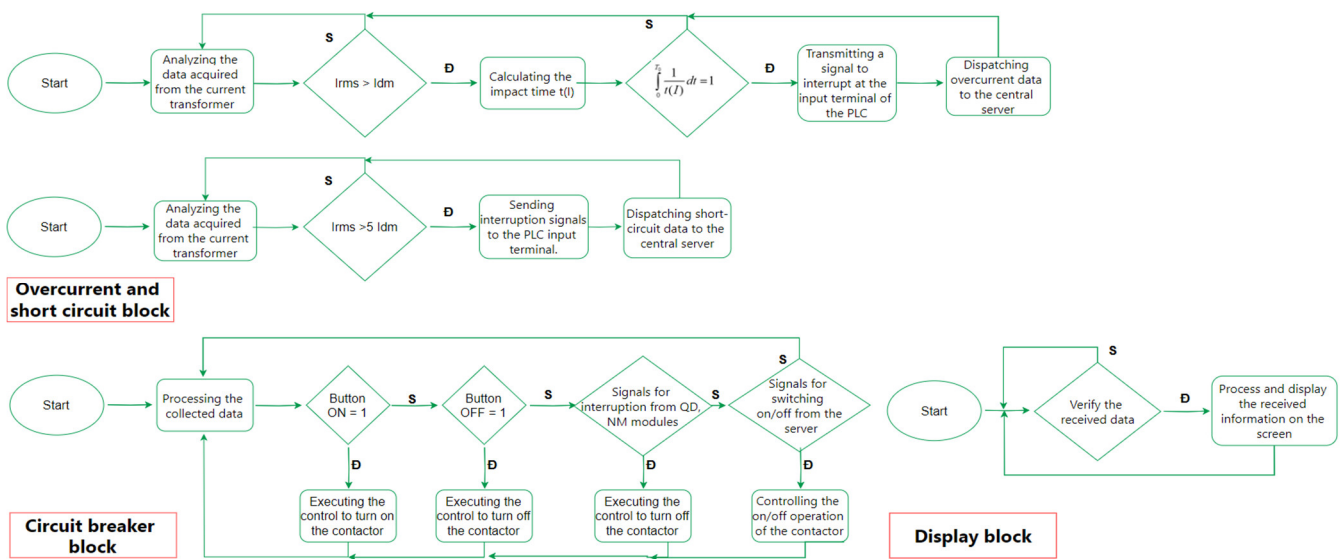 S
S
Start
Analyzing the
data acquired
from the current
transformer
Irms > Idm
Đ
Calculating the
impact time t(I)
Đ
Transmitting a
signal to
interrupt at the
input terminal of
the PLC
Dispatching
overcurrent data
to the central
server
S
Start
Analyzing the
data acquired
from the current
transformer
Irms >5 Idm
Đ
Sending
interruption signals
to the PLC input
terminal.
Dispatching short-
circuit data to the
central server
Overcurrent and
short circuit block
Start
Processing the
collected data
Button
ON = 1
S
Button
OFF = 1
S
Signals for
interruption from QD,
NM modules
S
S
Signals for
switching
on/off from the
server
Đ
Đ
Đ
Đ
Executing the
control to turn on
the contactor
Executing the
control to turn off
the contactor
Executing the
control to turn off
the contactor
Controlling the
on/off operation
of the contactor
Circuit breaker
block
S
Start
Verify the
received data
Đ
Process and display
the received
information on the
screen
Display block